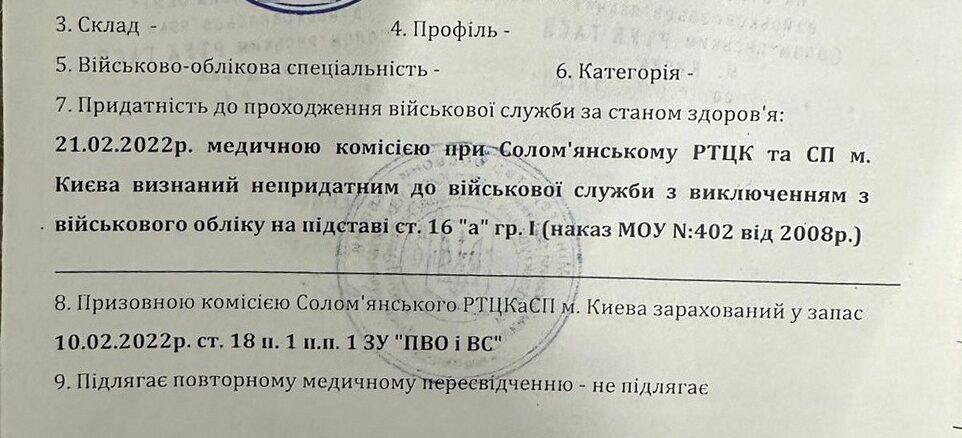 3. Склад -
4. Профіль -
5. Військово-облікова спеціальність -
6. Категорія -
7. Придатність до проходження військової служби за станом здоров'я:
21.02.2022р. медичною комісією при Солом'янському РТЦК та СП м.
Києва визнаний непридатним до військової служби з виключенням з
військового обліку на підставі ст. 16 "а" гр. І (наказ МОУ N:402 від 2008р.)
8. Призовною комісією Солом'янського РТЦКаСП м. Києва зарахований у запас
10.02.2022р. ст. 18 п. 1 п.п. 1 ЗУ "ПВО і ВС"
9. Підлягає повторному медичному пересвідченню - не підлягає